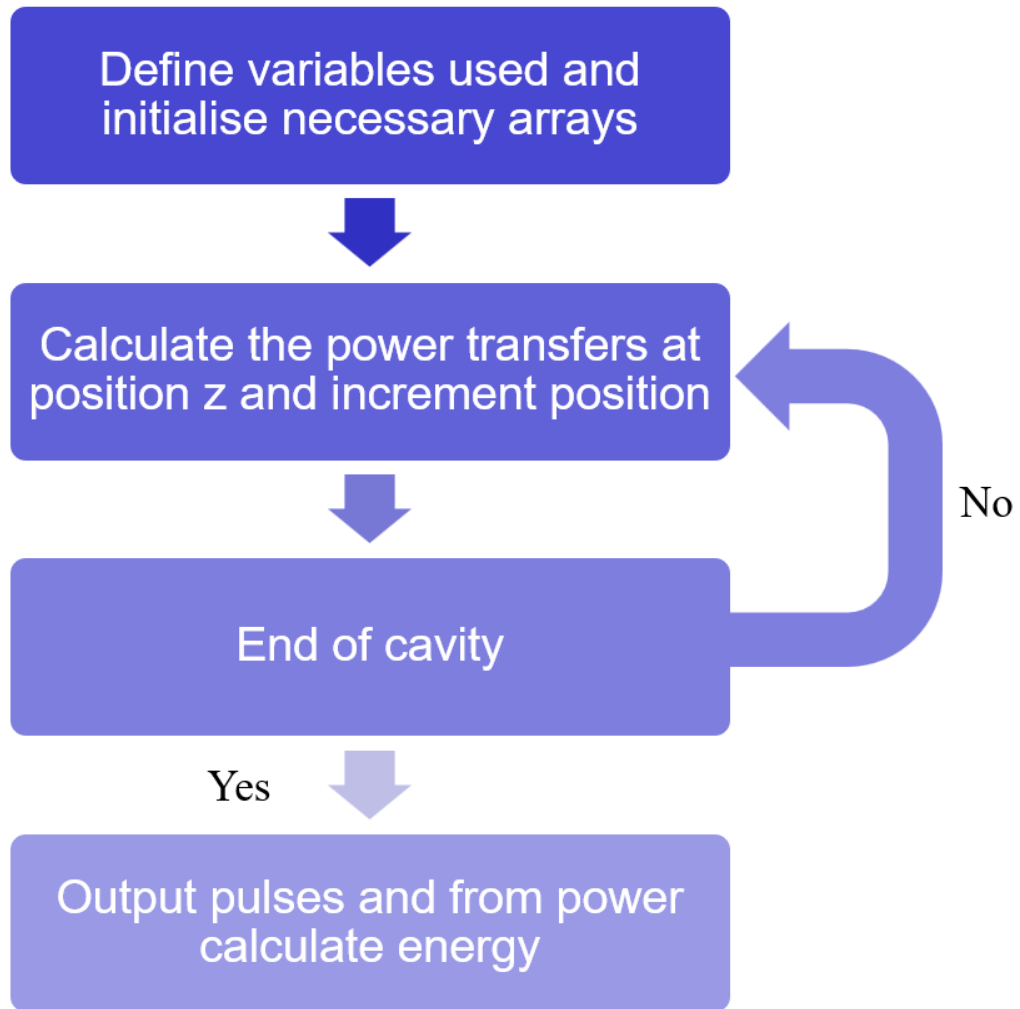 Define variables used and
initialise necessary arrays
Calculate the power transfers at
position z and increment position
No
End of cavity
Yes
Output pulses and from power
calculate energy